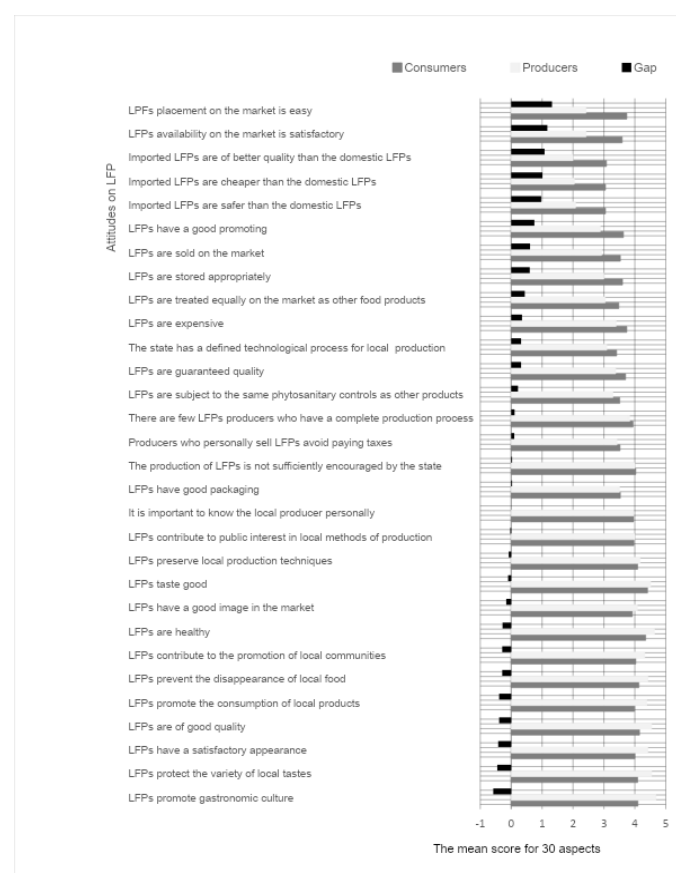 Consumers Producers Gap
Attitudes on LFP
LPFs placement on the market is easy
LFPs availability on the market is satisfactory
Imported LFPs are of better quality than the domestic LFPs
Imported LFPs are cheaper than the domestic LFPs
Imported LFPs are safer than the domestic LFPs
LFPs have a good promoting
LFPs are sold on the market
LFPs are stored appropriately
LFPs are treated equally on the market as other food products
LFPs are expensive
The state has a defined technological process for local production
LFPs are guaranteed quality
LFPs are subject to the same phytosanitary controls as other products
There are few LFPs producers who have a complete production process
Producers who personally sell LFPs avoid paying taxes
The production of LFPs is not sufficiently encouraged by the state
LFPs have good packaging
It is important to know the local producer personally
LFPs contribute to public interest in local methods of production
LFPs preserve local production techniques
LFPs taste good
LFPs have a good image in the market
LFPs are healthy
LFPs contribute to the promotion of local communities
LFPs prevent the disappearance of local food
LFPs promote the consumption of local products
LFPs are of good quality
LFPs have a satisfactory appearance
LFPs protect the variety of local tastes
LFPs promote gastronomic culture
-1 0 1 2 3 4 5
The mean score for 30 aspects